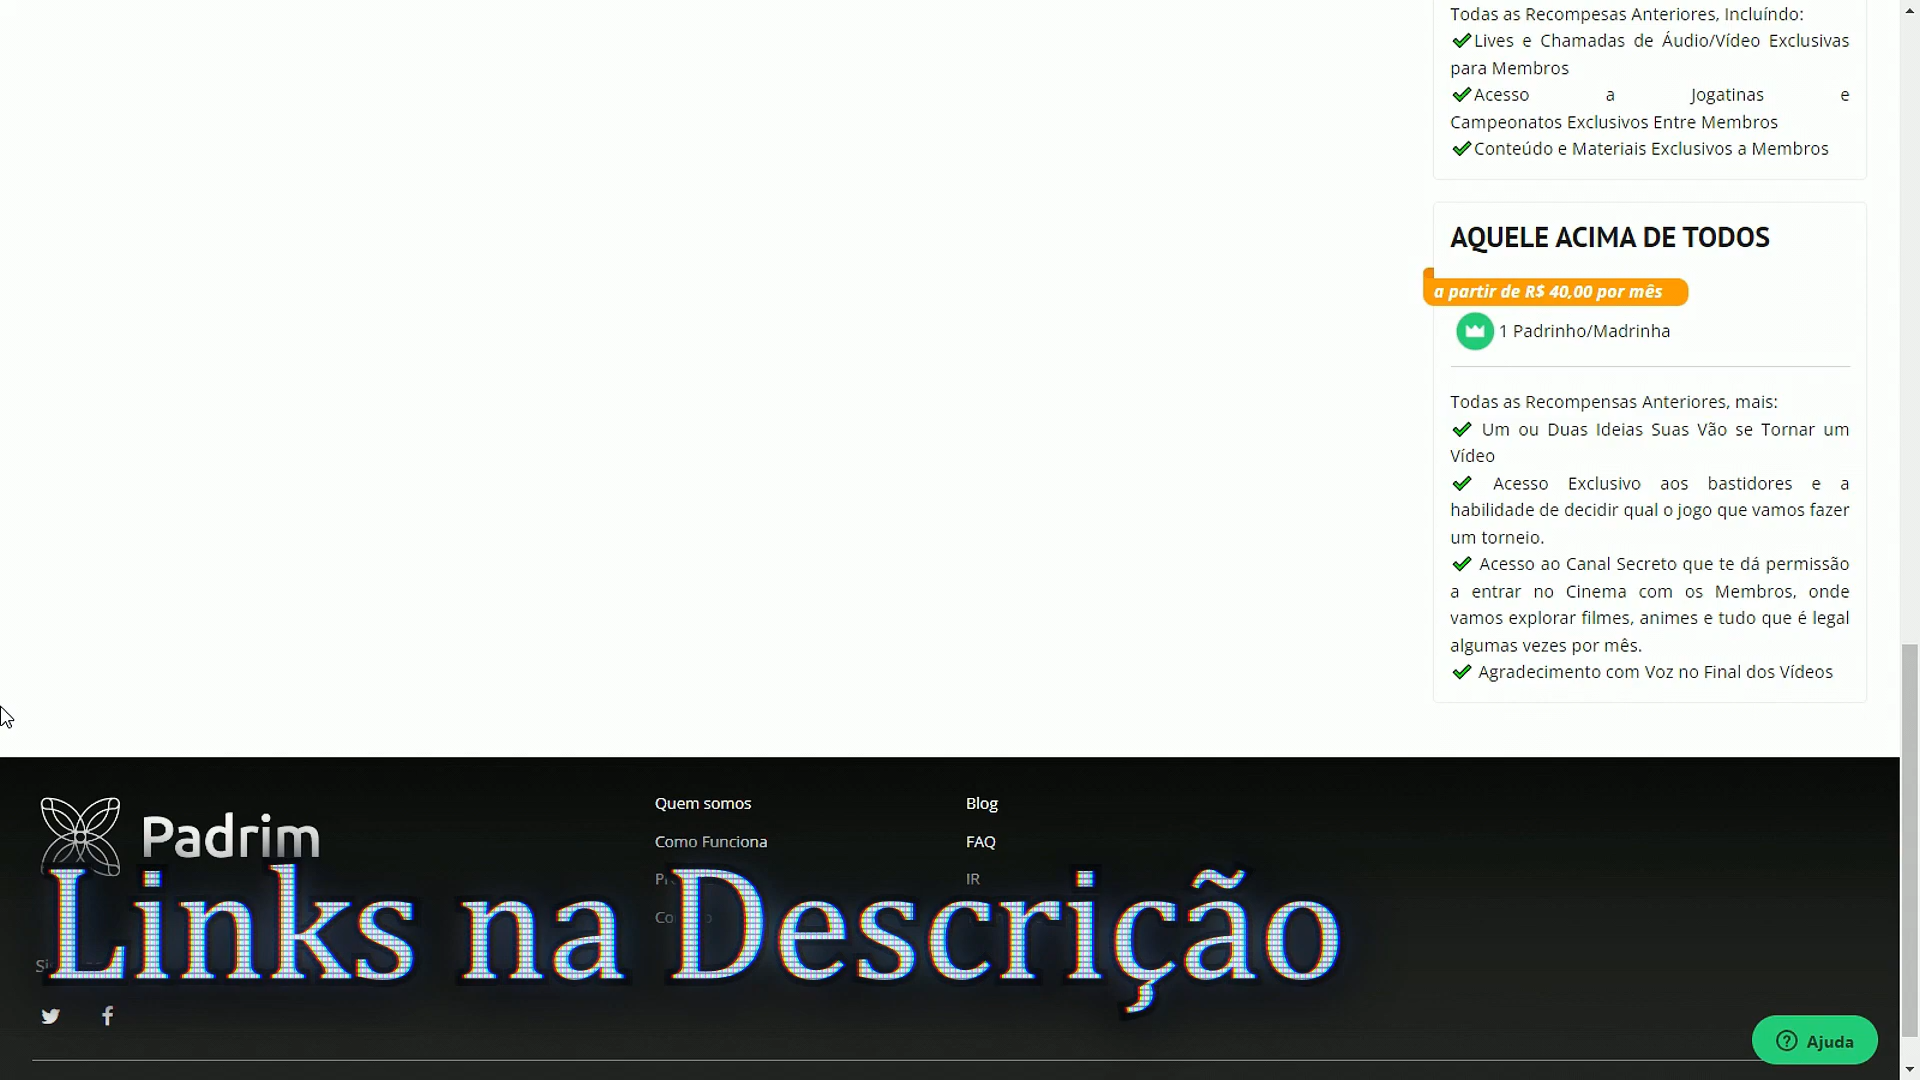 Todas as Recompesas Anteriores, Incluíndo:
✔Lives e Chamadas de Áudio/Vídeo Exclusivas
para Membros
✔Acesso a Jogatinas e
Campeonatos Exclusivos Entre Membros
✔Conteúdo e Materiais Exclusivos a Membros
AQUELE ACIMA DE TODOS
a partir de R$ 40,00 por mês
1 Padrinho/Madrinha
Todas as Recompensas Anteriores, mais:
✔ Um ou Duas Ideias Suas Vão se Tornar um
Vídeo
✔ Acesso Exclusivo aos bastidores e a
habilidade de decidir qual o jogo que vamos fazer
um torneio.
✔ Acesso ao Canal Secreto que te dá permissão
a entrar no Cinema com os Membros, onde
vamos explorar filmes, animes e tudo que é legal
algumas vezes por mês.
✔ Agradecimento com Voz no Final dos Vídeos
Padrim
Quem somos
Como Funciona
Blog
FAQ
IR
Links na Descrição
Ajuda